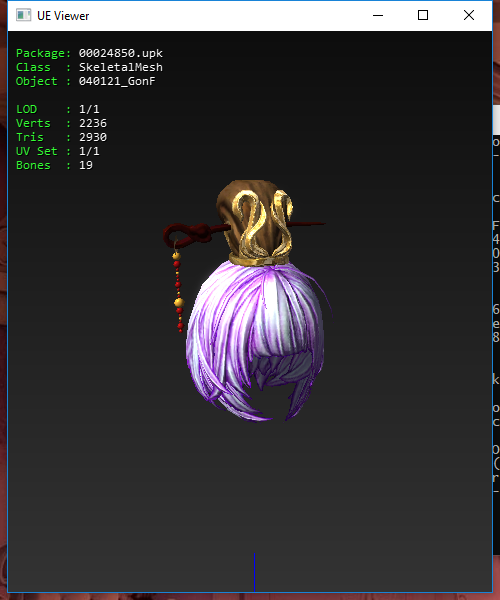 UE Viewer
Package: 00024850.upk
Class  : SkeletalMesh
Object : 040121_GonF
LOD    : 1/1
Verts  : 2236
Tris   : 2930
UV Set : 1/1
Bones  : 19